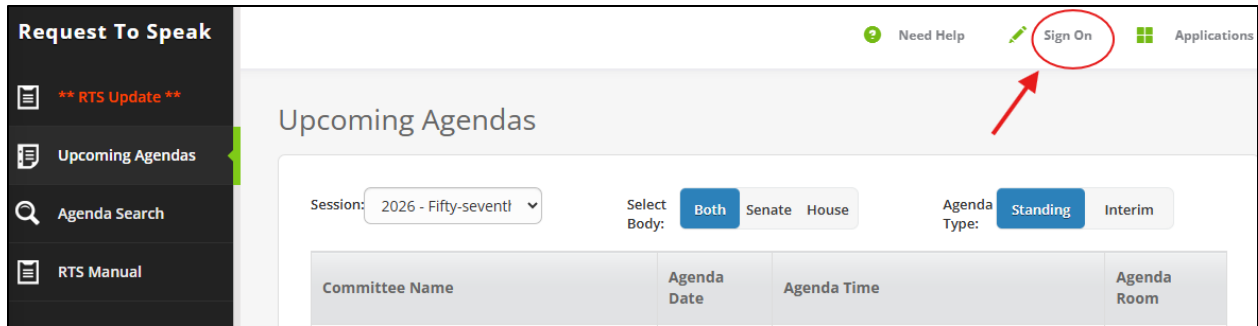 Request To Speak
Need Help
Sign On
Applications
** RTS Update **
Upcoming Agendas
Agenda Search
RTS Manual
Upcoming Agendas
Session: 2026 - Fifty-seventh
Select Body: Both Senate House
Agenda Type: Standing Interim
Committee Name
Agenda Date
Agenda Time
Agenda Room